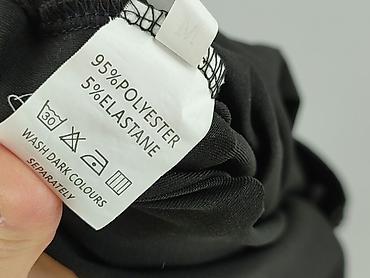 M
95%POLYESTER
5%ELASTANE
30
WASH DARK COLOURS
SEPARATELY